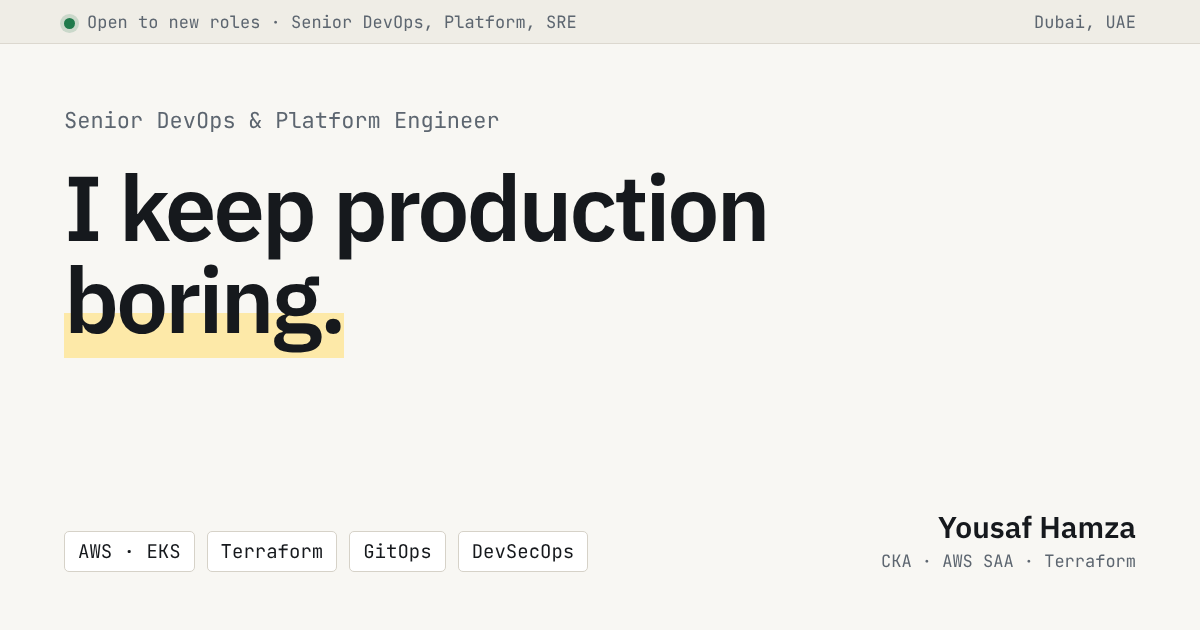 Open to new roles · Senior DevOps, Platform, SRE
Dubai, UAE
Senior DevOps & Platform Engineer
I keep production
boring.
AWS · EKS
Terraform
GitOps
DevSecOps
Yousaf Hamza
CKA · AWS SAA · Terraform